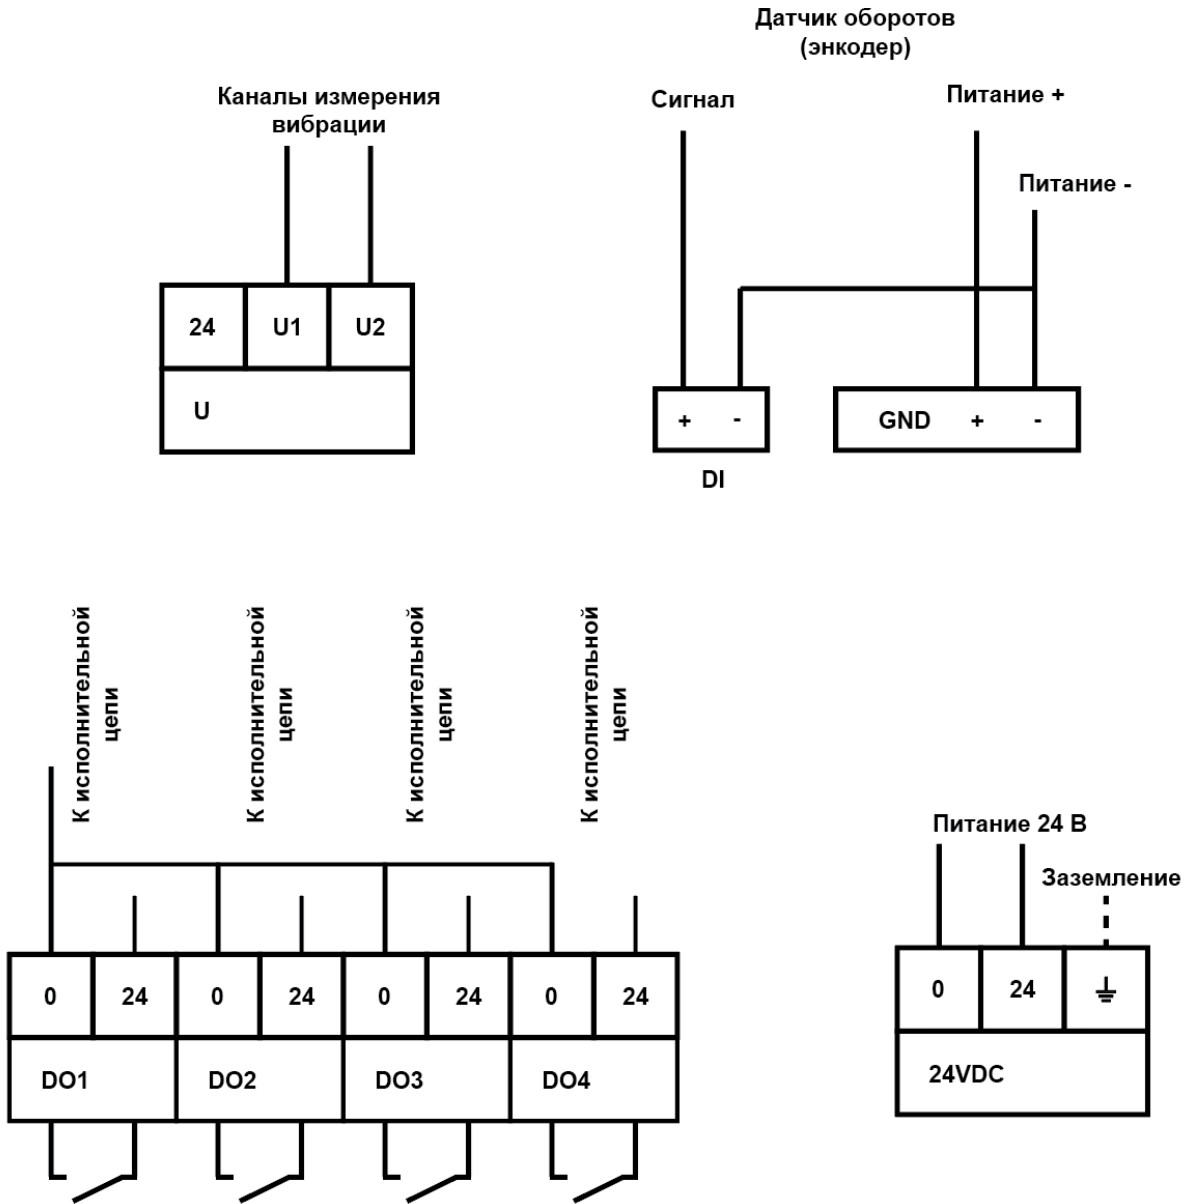 Датчик оборотов
(энкодер)
Каналы измерения
вибрации
Сигнал
Питание +
Питание -
24 U1 U2
U
+ -
DI
GND + -
К исполнительной
цепи
К исполнительной
цепи
К исполнительной
цепи
К исполнительной
цепи
0 24 0 24 0 24 0 24
DO1 DO2 DO3 DO4
Питание 24 В
Заземление
0 24
24VDC